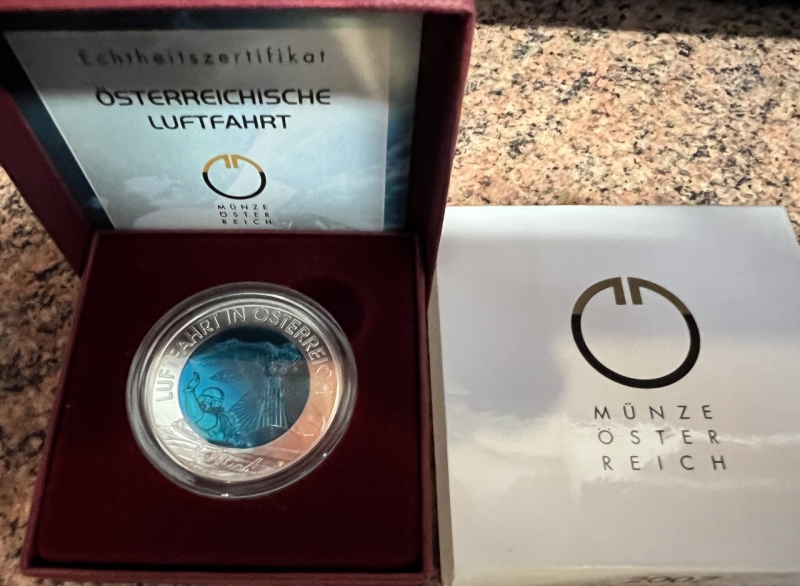 Echtheitszertifikat
ÖSTERREICHISCHE
LUFTFAHRT
MÜNZE
ÖSTER
REICH
LUFTFAHRT IN ÖSTERREICH
MÜNZE
ÖSTER
REICH